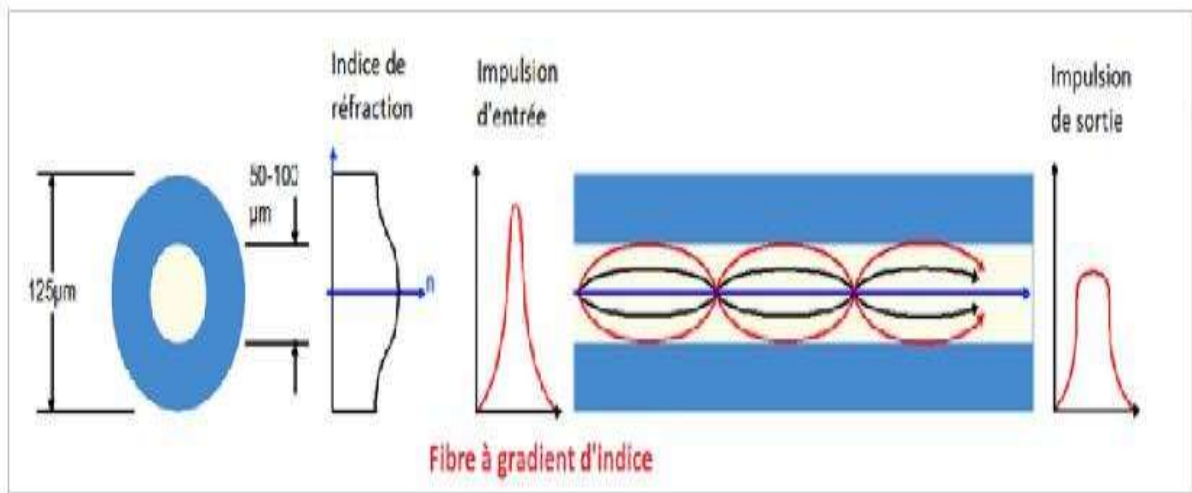 Indice de
réfraction
Impulsion
d'entrée
Impulsion
de sortie
50-100
µm
125µm
n
Fibre à gradient d'indice